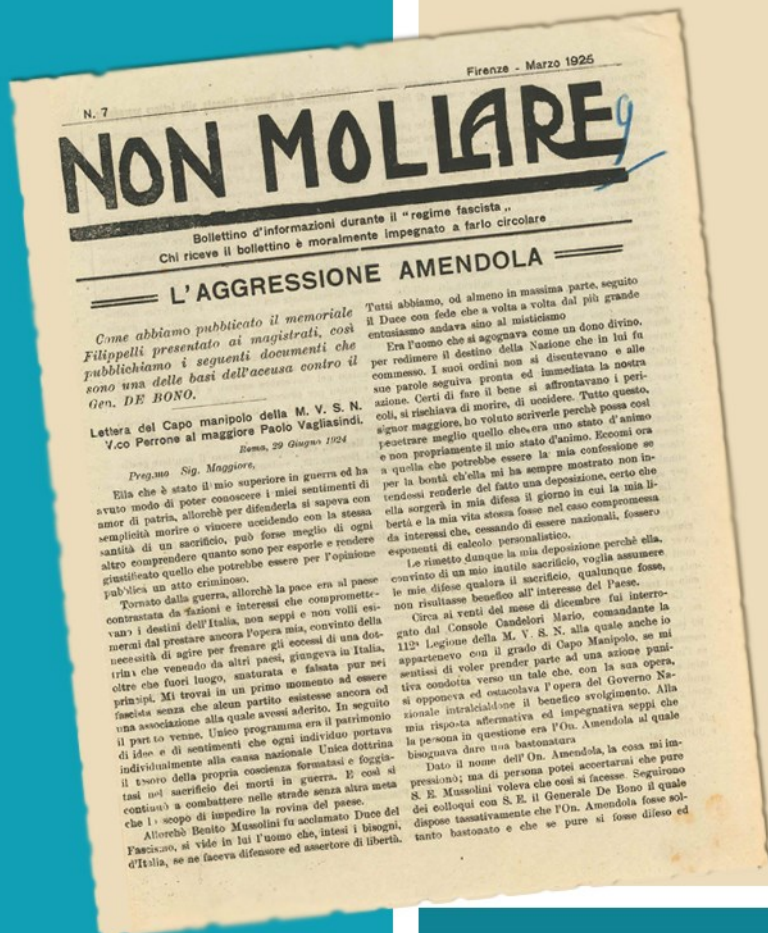 Firenze - Marzo 1925
N. 7
NON MOLLARE
9
Bollettino d'informazioni durante il "regime fascista „
Chi riceve il bollettino è moralmente impegnato a farlo circolare
L'AGGRESSIONE AMENDOLA
Come abbiamo pubblicato il memoriale
Filippelli presentato ai magistrati, così
pubblichiamo i seguenti documenti che
sono una delle basi dell'accusa contro il
Gen. DE BONO.
Lettera del Capo manipolo della M. V. S. N.
V.co Perrone al maggiore Paolo Vagliasindi.
Roma, 29 Giugno 1924
Preg.mo Sig. Maggiore,
Ella che è stato il mio superiore in guerra ed ha
avuto modo di poter conoscere i miei sentimenti di
amor di patria, allorchè per difenderla si sapeva con
semplicità morire o vincere uccidendo con la stessa
santità di un sacrificio, può forse meglio di ogni
altro comprendere quanto sono per esporle e rendere
giustificato quello che potrebbe essere per l'opinione
pubblica un atto criminoso.
Tornato dalla guerra, allorchè la pace era al paese
contrastata da fazioni e interessi che compromette-
vano i destini dell'Italia, non seppi e non volli esi-
mermi dal prestare ancora l'opera mia, convinto della
necessità di agire per frenare gli eccessi di una dot-
trina che venendo da altri paesi, giungeva in Italia,
oltre che fuori luogo, snaturata e falsata pur nei
principi. Mi trovai in un primo momento ad essere
fascista senza che alcun partito esistesse ancora od
una associazione alla quale avessi aderito. In seguito
il partito venne. Unico programma era il patrimonio
di idee e di sentimenti che ogni individuo portava
individualmente alla causa nazionale Unica dottrina
il tesoro della propria coscienza formatasi e foggia-
tasi nel sacrificio dei morti in guerra. E così si
continuò a combattere nelle strade senza altra meta
che lo scopo di impedire la rovina del paese.
Allorchè Benito Mussolini fu acclamato Duce del
Fascismo, si vide in lui l'uomo che, intesi i bisogni,
d'Italia, se ne faceva difensore ed assertore di libertà.
Tutti abbiamo, od almeno in massima parte, seguito
il Duce con fede che a volta a volta dal più grande
entusiasmo andava sino al misticismo
Era l'uomo che si agognava come un dono divino,
per redimere il destino della Nazione che in lui fu
commesso. I suoi ordini non si discutevano e alle
sue parole seguiva pronta ed immediata la nostra
azione. Certi di fare il bene si affrontavano i peri-
coli, si rischiava di morire, di uccidere. Tutto questo,
signor maggiore, ho voluto scriverle perchè possa così
penetrare meglio quello che era uno stato d'animo
e non propriamente il mio stato d'animo. Eccomi ora
a quella che potrebbe essere la mia confessione se
per la bontà ch'ella mi ha sempre mostrato non in-
tendessi renderle del fatto una deposizione, certo che
ella sorgerà in mia difesa il giorno in cui la mia li-
bertà e la mia vita stessa fosse nel caso compromessa
da interessi che, cessando di essere nazionali, fossero
esponenti di calcolo personalistico.
Le rimetto dunque la mia deposizione perchè ella,
convinto di un mio inutile sacrificio, voglia assumere
le mie difese qualora il sacrificio, qualunque fosse,
non risultasse benefico all'interesse del Paese.
Circa ai venti del mese di dicembre fui interro-
gato dal Console Candelori Mario, comandante la
112ª Legione della M. V. S. N. alla quale anche io
appartenevo con il grado di Capo Manipolo, se mi
sentissi di voler prender parte ad una azione puni-
tiva condotta verso un tale che, con la sua opera,
si opponeva ed ostacolava l'opera del Governo Na-
zionale intralciandone il benefico svolgimento. Alla
mia risposta affermativa ed impegnativa seppi che
la persona in questione era l'On. Amendola al quale
bisognava dare una bastonatura
Dato il nome dell'On. Amendola, la cosa mi im-
pressionò; ma di persona potei accertarmi che pure
S. E. Mussolini voleva che così si facesse. Seguirono
dei colloqui con S. E. il Generale De Bono il quale
dispose tassativamente che l'On. Amendola fosse sol-
tanto bastonato e che se pure si fosse difeso ed